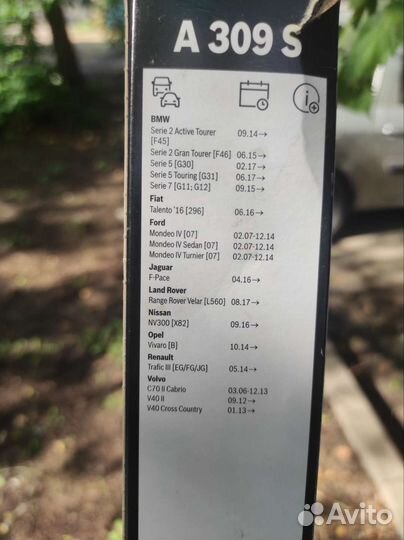 A 309 S
BMW
Serie 2 Active Tourer 09.14→
[F45]
Serie 2 Gran Tourer [F46] 06.15→
Serie 5 [G30] 02.17→
Serie 5 Touring [G31] 06.17→
Serie 7 [G11; G12] 09.15→
Fiat
Talento '16 [296] 06.16→
Ford
Mondeo IV [07] 02.07-12.14
Mondeo IV Sedan [07] 02.07-12.14
Mondeo IV Turnier [07] 02.07-12.14
Jaguar
F-Pace 04.16→
Land Rover
Range Rover Velar [L560] 08.17→
Nissan
NV300 [X82] 09.16→
Opel
Vivaro [B] 10.14→
Renault
Trafic III [EG/FG/JG] 05.14→
Volvo
C70 II Cabrio 03.06-12.13
V40 II 09.12→
V40 Cross Country 01.13→
Avito